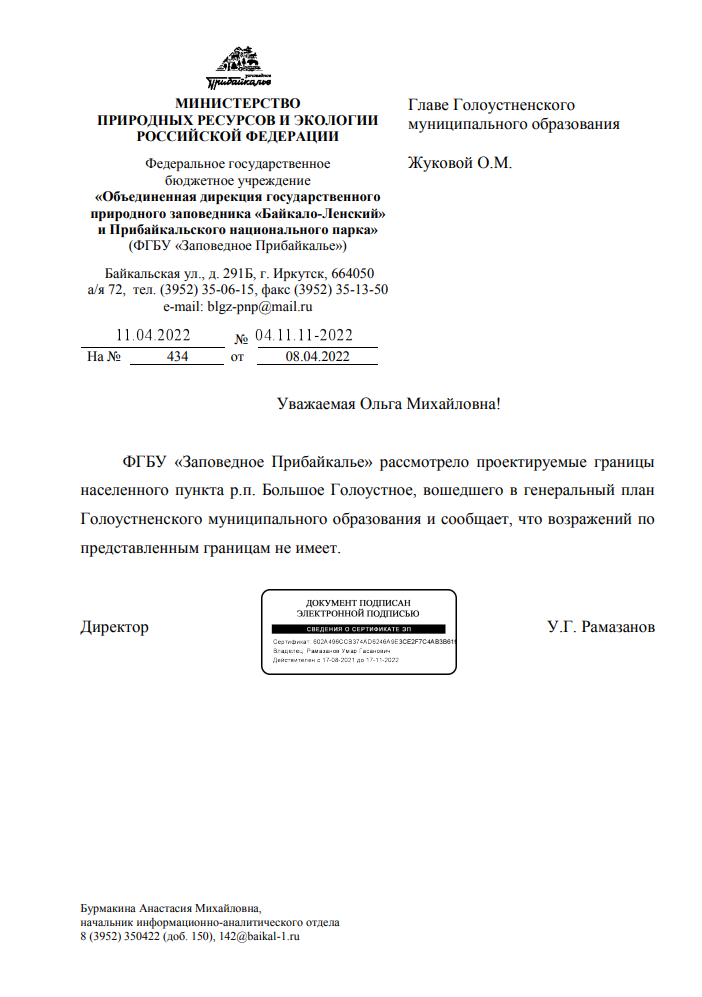 заповедное
Прибайкалье
МИНИСТЕРСТВО
ПРИРОДНЫХ РЕСУРСОВ И ЭКОЛОГИИ
РОССИЙСКОЙ ФЕДЕРАЦИИ
Федеральное государственное
бюджетное учреждение
«Объединенная дирекция государственного
природного заповедника «Байкало-Ленский»
и Прибайкальского национального парка»
(ФГБУ «Заповедное Прибайкалье»)
Байкальская ул., д. 291Б, г. Иркутск, 664050
а/я 72, тел. (3952) 35-06-15, факс (3952) 35-13-50
e-mail: blgz-pnp@mail.ru
11.04.2022 № 04.11.11-2022
На № 434 от 08.04.2022
Главе Голоустненского
муниципального образования
Жуковой О.М.
Уважаемая Ольга Михайловна!
ФГБУ «Заповедное Прибайкалье» рассмотрело проектируемые границы
населенного пункта р.п. Большое Голоустное, вошедшего в генеральный план
Голоустненского муниципального образования и сообщает, что возражений по
представленным границам не имеет.
Директор
ДОКУМЕНТ ПОДПИСАН
ЭЛЕКТРОННОЙ ПОДПИСЬЮ
СВЕДЕНИЯ О СЕРТИФИКАТЕ ЭП
Сертификат
Владелец Рамазанов Умар Гасанович
Действителен с 17-08-2021 до 17-11-2022
У.Г. Рамазанов
Бурмакина Анастасия Михайловна,
начальник информационно-аналитического отдела
8 (3952) 350422 (доб. 150), 142@baikal-1.ru